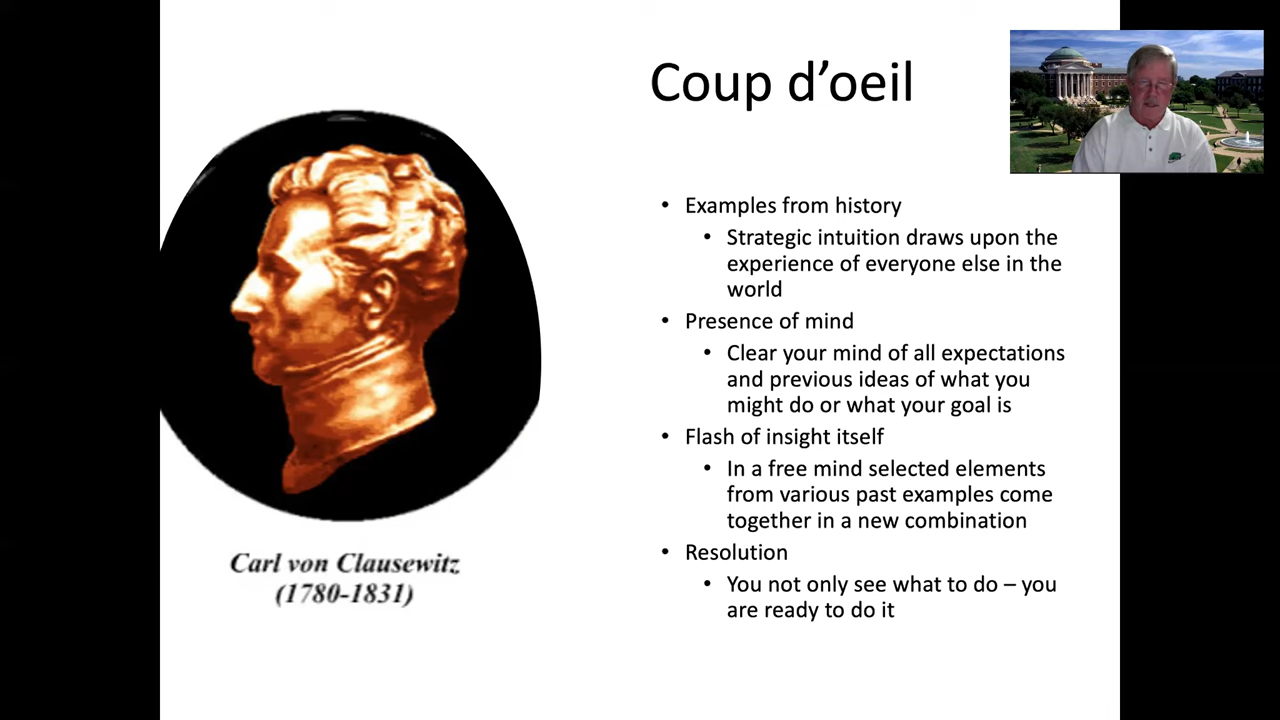 Coup d’oeil
• Examples from history
• Strategic intuition draws upon the
experience of everyone else in the
world
• Presence of mind
• Clear your mind of all expectations
and previous ideas of what you
might do or what your goal is
• Flash of insight itself
• In a free mind selected elements
from various past examples come
together in a new combination
• Resolution
• You not only see what to do – you
are ready to do it
Carl von Clausewitz
(1780-1831)